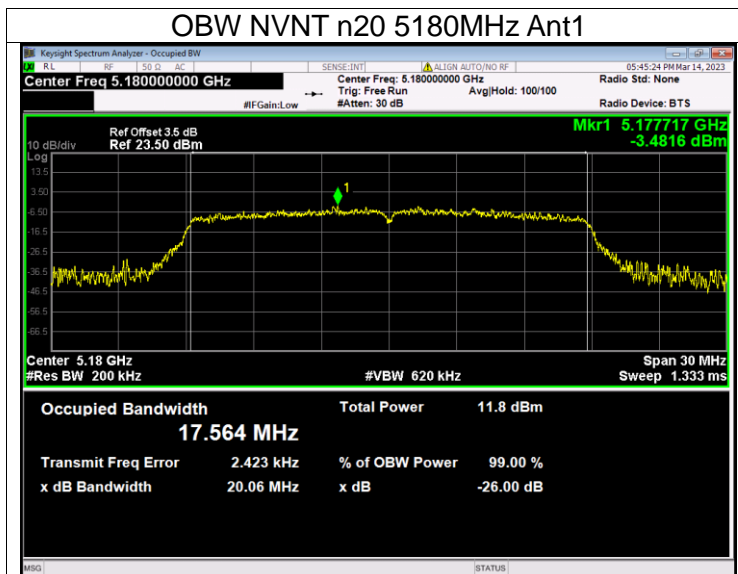 OBW NVNT n20 5180MHz Ant1
Keysight Spectrum Analyzer - Occupied BW
LXI RL RF 50 Ω AC SENSE:INT ALIGN AUTO/NO RF 05:45:24 PM Mar 14, 2023
Center Freq 5.180000000 GHz Center Freq: 5.180000000 GHz Radio Std: None
Trig: Free Run Avg|Hold: 100/100
#IFGain:Low #Atten: 30 dB Radio Device: BTS
Mkr1 5.177717 GHz
Ref Offset 3.5 dB -3.4816 dBm
10 dB/div Ref 23.50 dBm
Log
13.5
3.50
1
-6.50
-16.5
-26.5
-36.5
-46.5
-56.5
-66.5
Center 5.18 GHz Span 30 MHz
#Res BW 200 kHz #VBW 620 kHz Sweep 1.333 ms
Occupied Bandwidth Total Power 11.8 dBm
17.564 MHz
Transmit Freq Error 2.423 kHz % of OBW Power 99.00 %
x dB Bandwidth 20.06 MHz x dB -26.00 dB
MSG STATUS